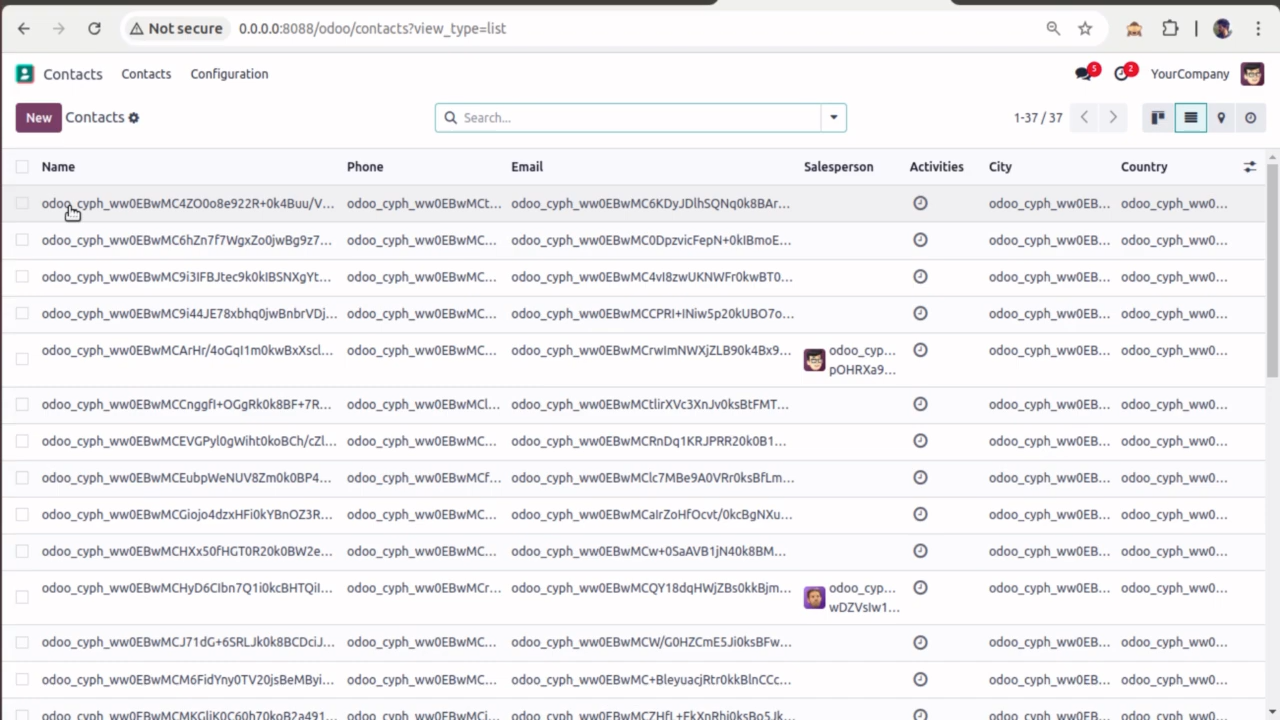 Not secure 0.0.0.0:8088/odoo/contacts?view_type=list
Contacts Contacts Configuration 5 2 YourCompany
New Contacts Search... 1-37 / 37
Name Phone Email Salesperson Activities City Country
odoo_cyph_ww0EBwMC4ZO0o8e922R+0k4Buu/V... odoo_cyph_ww0EBwMCt... odoo_cyph_ww0EBwMC6KDyJDlhSQNq0k8BAr... odoo_cyph_ww0EB... odoo_cyph_ww0...
odoo_cyph_ww0EBwMC6hZn7f7WgxZo0jwBg9z7... odoo_cyph_ww0EBwMC... odoo_cyph_ww0EBwMC0DpzvicFepN+0kIBmoE... odoo_cyph_ww0EB... odoo_cyph_ww0...
odoo_cyph_ww0EBwMC9i3IFBJtec9k0kIBSNXgYt... odoo_cyph_ww0EBwMC... odoo_cyph_ww0EBwMC4vI8zwUKNWFr0kwBT0... odoo_cyph_ww0EB... odoo_cyph_ww0...
odoo_cyph_ww0EBwMC9i44JE78xbhq0jwBnbrVDj... odoo_cyph_ww0EBwMC... odoo_cyph_ww0EBwMCCPRI+INiw5p20kUBO7o... odoo_cyph_ww0EB... odoo_cyph_ww0...
odoo_cyph_ww0EBwMCArHr/4oGqI1m0kwBxXscl... odoo_cyph_ww0EBwMC... odoo_cyph_ww0EBwMCrwImNWXjZLB90k4Bx9... odoo_cyp... odoo_cyph_ww0EB... odoo_cyph_ww0...
pOHRXa9...
odoo_cyph_ww0EBwMCCnggfI+OGgRk0k8BF+7R... odoo_cyph_ww0EBwMCl... odoo_cyph_ww0EBwMCtlirXVc3XnJv0ksBtFMT... odoo_cyph_ww0EB... odoo_cyph_ww0...
odoo_cyph_ww0EBwMCEVGPyl0gWiht0koBCh/cZl... odoo_cyph_ww0EBwMC... odoo_cyph_ww0EBwMCRnDq1KRJPRR20k0B1... odoo_cyph_ww0EB... odoo_cyph_ww0...
odoo_cyph_ww0EBwMCEubpWeNUV8Zm0k0BP4... odoo_cyph_ww0EBwMCf... odoo_cyph_ww0EBwMClc7MBe9A0VRr0ksBfLm... odoo_cyph_ww0EB... odoo_cyph_ww0...
odoo_cyph_ww0EBwMCGiojo4dzxHFi0kYBnOZ3R... odoo_cyph_ww0EBwMC... odoo_cyph_ww0EBwMCaIrZoHfOcvt/0kcBgNXu... odoo_cyph_ww0EB... odoo_cyph_ww0...
odoo_cyph_ww0EBwMCHXx50fHGT0R20k0BW2e... odoo_cyph_ww0EBwMC... odoo_cyph_ww0EBwMCw+0SaAVB1jN40k8BM... odoo_cyph_ww0EB... odoo_cyph_ww0...
odoo_cyph_ww0EBwMCHyD6CIbn7Q1i0kcBHTQiI... odoo_cyph_ww0EBwMCr... odoo_cyph_ww0EBwMCQY18dqHWjZBs0kkBjm... odoo_cyp... odoo_cyph_ww0EB... odoo_cyph_ww0...
wDZVsIw1...
odoo_cyph_ww0EBwMCJ71dG+6SRLJk0k8BCDciJ... odoo_cyph_ww0EBwMC... odoo_cyph_ww0EBwMCW/G0HZCmE5Ji0ksBFw... odoo_cyph_ww0EB... odoo_cyph_ww0...
odoo_cyph_ww0EBwMCM6FidYny0TV20jsBeMByi... odoo_cyph_ww0EBwMC... odoo_cyph_ww0EBwMC+BleyuacjRtr0kkBlnCCc... odoo_cyph_ww0EB... odoo_cyph_ww0...